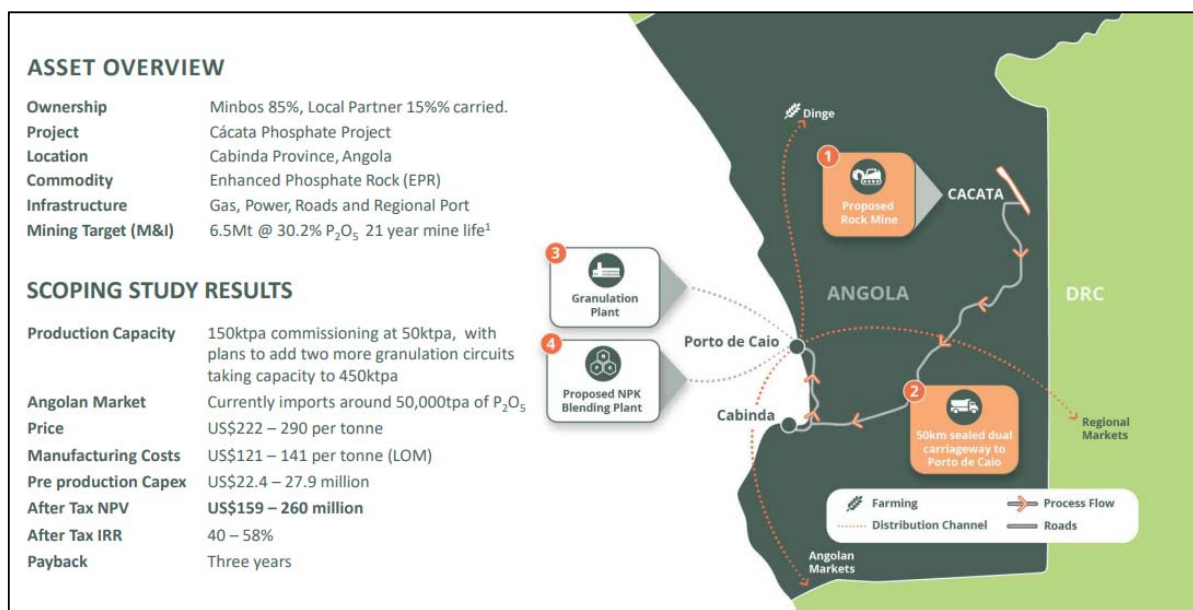 ASSET OVERVIEW
Ownership Minbos 85%, Local Partner 15%% carried.
Project Cácata Phosphate Project
Location Cabinda Province, Angola
Commodity Enhanced Phosphate Rock (EPR)
Infrastructure Gas, Power, Roads and Regional Port
Mining Target (M&I) 6.5Mt @ 30.2% P₂O₅ 21 year mine life¹
SCOPING STUDY RESULTS
Production Capacity 150ktpa commissioning at 50ktpa, with
plans to add two more granulation circuits
taking capacity to 450ktpa
Angolan Market Currently imports around 50,000tpa of P₂O₅
Price US$222 – 290 per tonne
Manufacturing Costs US$121 – 141 per tonne (LOM)
Pre production Capex US$22.4 – 27.9 million
After Tax NPV US$159 – 260 million
After Tax IRR 40 – 58%
Payback Three years
Dinge
1
Proposed
Rock Mine
CACATA
3
Granulation
Plant
ANGOLA
DRC
4
Proposed NPK
Blending Plant
Porto de Caio
Cabinda
2
50km sealed dual
carriageway to
Porto de Caio
Regional
Markets
Farming
Process Flow
Distribution Channel
Roads
Angolan
Markets